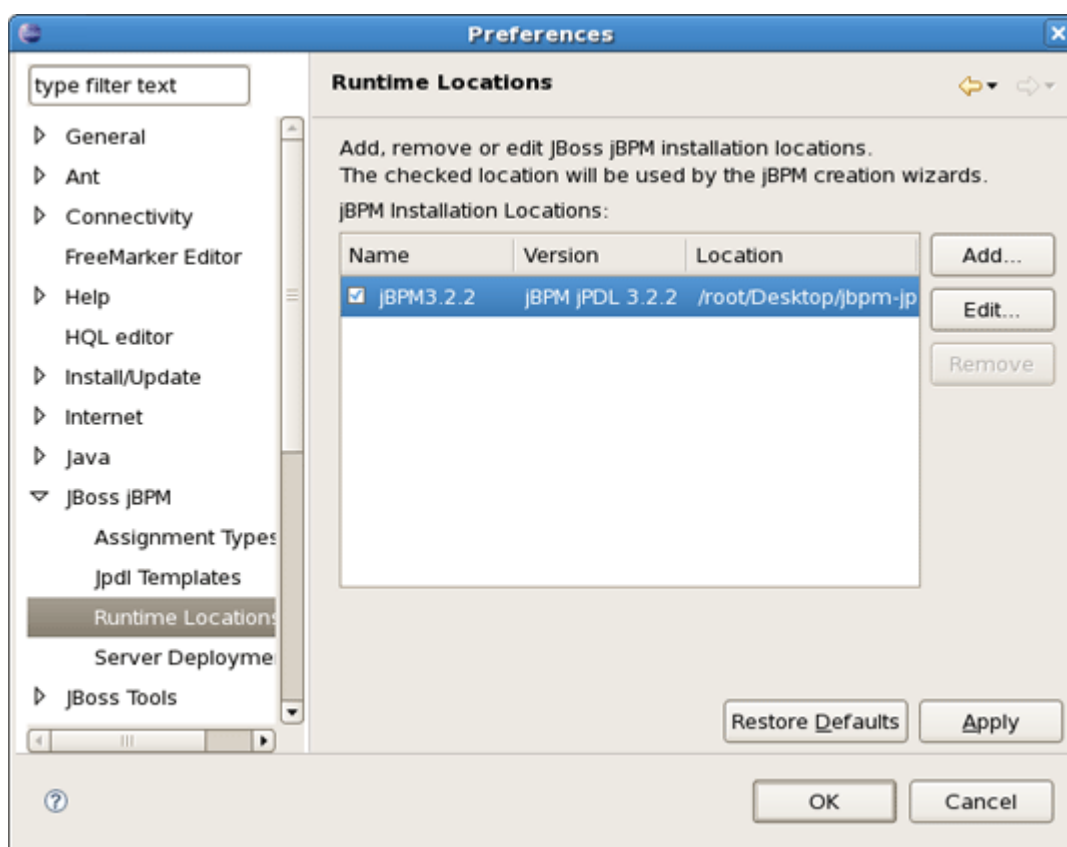 Preferences
type filter text
General
Ant
Connectivity
FreeMarker Editor
Help
HQL editor
Install/Update
Internet
Java
JBoss jBPM
Assignment Types
Jpdl Templates
Runtime Locations
Server Deployme
JBoss Tools
Runtime Locations
Add, remove or edit JBoss jBPM installation locations.
The checked location will be used by the jBPM creation wizards.
jBPM Installation Locations:
Name Version Location
jBPM3.2.2 jBPM jPDL 3.2.2 /root/Desktop/jbpm-jp
Add...
Edit...
Remove
Restore Defaults Apply
OK Cancel